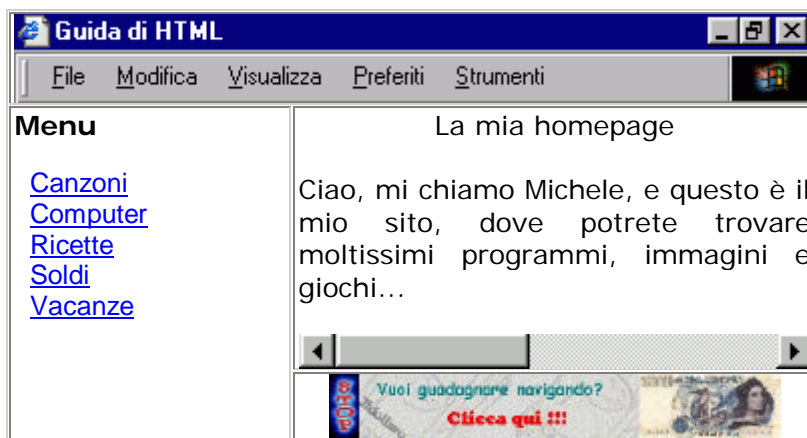 Guida di HTML
File Modifica Visualizza Preferiti Strumenti
Menu
Canzoni
Computer
Ricette
Soldi
Vacanze
La mia homepage
Ciao, mi chiamo Michele, e questo è il
mio sito, dove potrete trovare
moltissimi programmi, immagini e
giochi...
STOP
Vuoi guadagnare navigando?
Clicca qui !!!